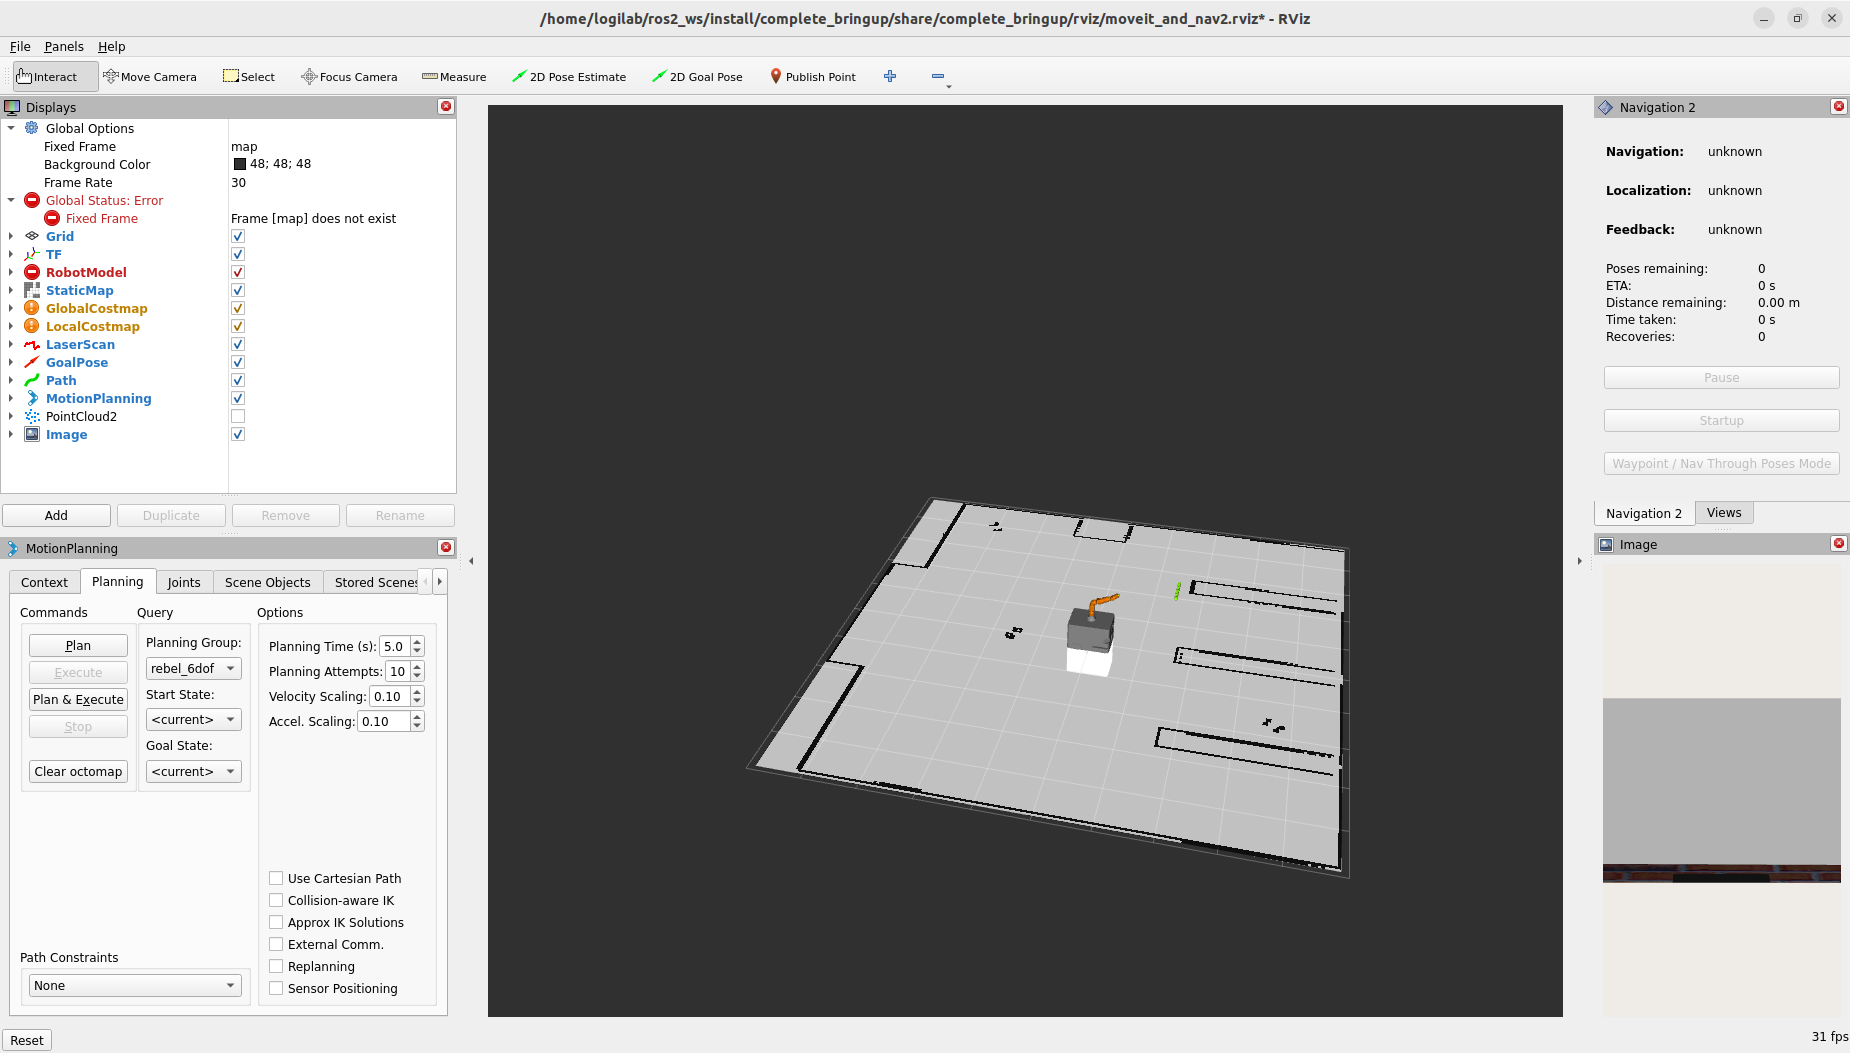 /home/logilab/ros2_ws/install/complete_bringup/share/complete_bringup/rviz/moveit_and_nav2.rviz* - RViz
File Panels Help
Interact Move Camera Select Focus Camera Measure 2D Pose Estimate 2D Goal Pose Publish Point
Displays
Global Options
Fixed Frame map
Background Color 48; 48; 48
Frame Rate 30
Global Status: Error
Fixed Frame Frame [map] does not exist
Grid
TF
RobotModel
StaticMap
GlobalCostmap
LocalCostmap
LaserScan
GoalPose
Path
MotionPlanning
PointCloud2
Image
Add Duplicate Remove Rename
MotionPlanning
Context Planning Joints Scene Objects Stored Scenes
Commands Query Options
Plan
Execute
Plan & Execute
Stop
Clear octomap
Planning Group:
rebel_6dof
Start State:
<current>
Goal State:
<current>
Planning Time (s): 5.0
Planning Attempts: 10
Velocity Scaling: 0.10
Accel. Scaling: 0.10
Use Cartesian Path
Collision-aware IK
Approx IK Solutions
External Comm.
Replanning
Sensor Positioning
Path Constraints
None
Reset
Navigation 2
Navigation: unknown
Localization: unknown
Feedback: unknown
Poses remaining: 0
ETA: 0 s
Distance remaining: 0.00 m
Time taken: 0 s
Recoveries: 0
Pause
Startup
Waypoint / Nav Through Poses Mode
Navigation 2 Views
Image
31 fps